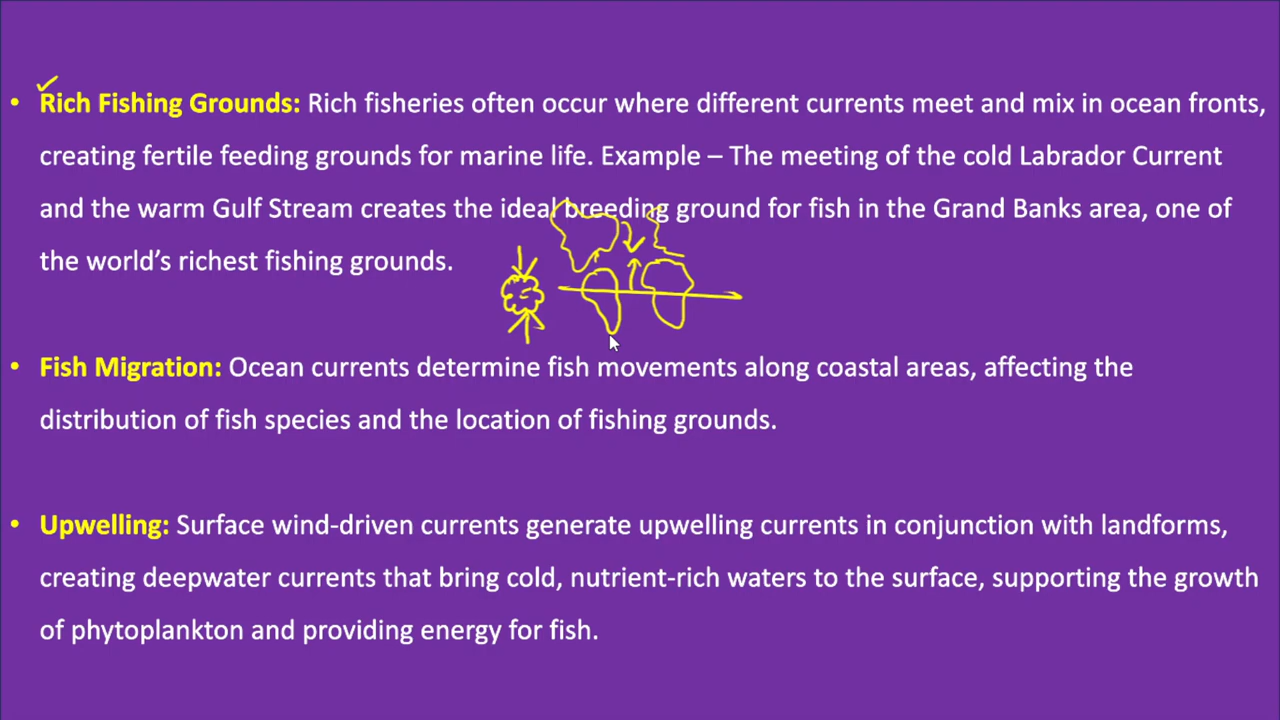 • Rich Fishing Grounds: Rich fisheries often occur where different currents meet and mix in ocean fronts,
creating fertile feeding grounds for marine life. Example – The meeting of the cold Labrador Current
and the warm Gulf Stream creates the ideal breeding ground for fish in the Grand Banks area, one of
the world’s richest fishing grounds.
• Fish Migration: Ocean currents determine fish movements along coastal areas, affecting the
distribution of fish species and the location of fishing grounds.
• Upwelling: Surface wind-driven currents generate upwelling currents in conjunction with landforms,
creating deepwater currents that bring cold, nutrient-rich waters to the surface, supporting the growth
of phytoplankton and providing energy for fish.